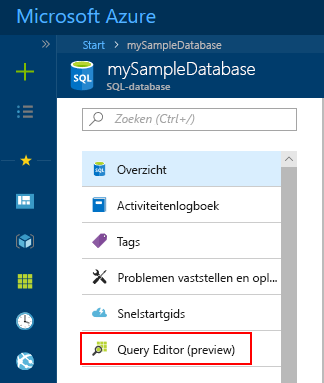 Microsoft Azure
Start > mySampleDatabase
mySampleDatabase
SQL
SQL-database
Zoeken (Ctrl+/)
SQL
Overzicht
Activiteitenlogboek
Tags
Problemen vaststellen en opl...
Snelstartgids
Query Editor (preview)